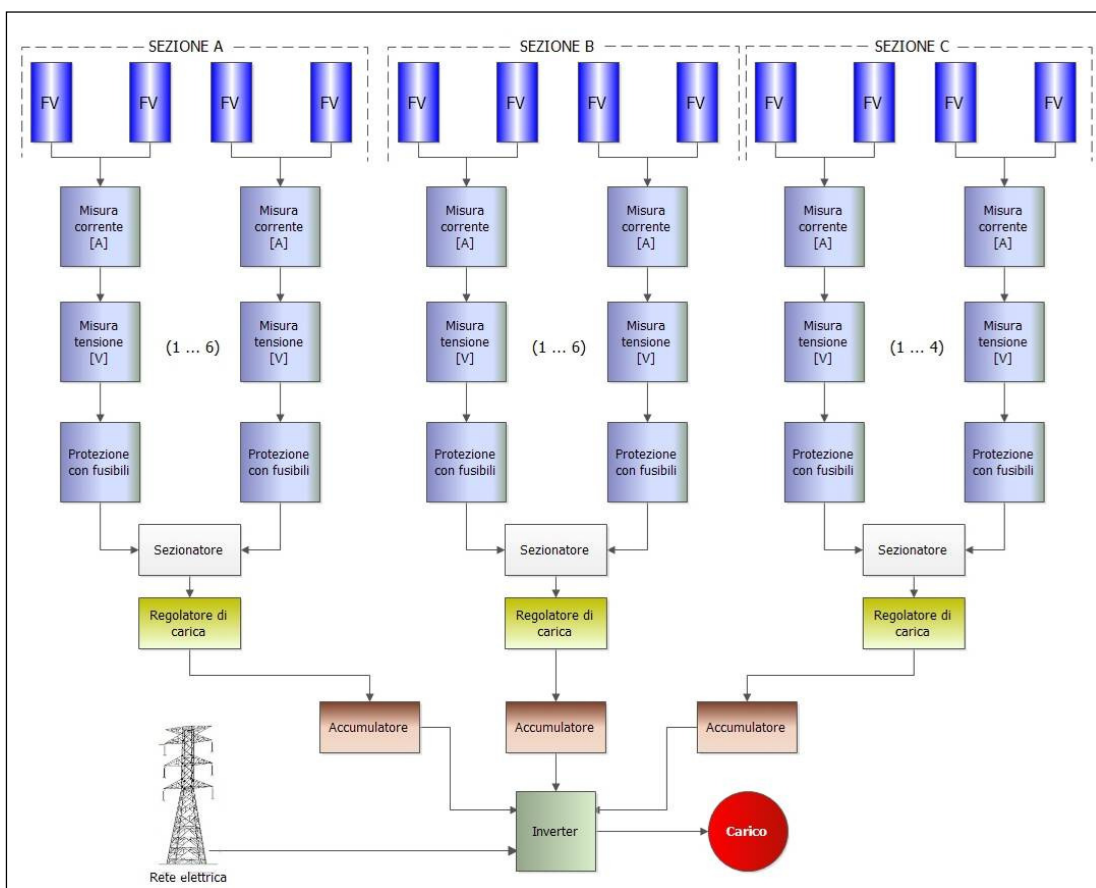 SEZIONE A
SEZIONE B
SEZIONE C
FV
FV
FV
FV
FV
FV
FV
FV
FV
FV
FV
FV
Misura
corrente
[A]
Misura
corrente
[A]
Misura
corrente
[A]
Misura
corrente
[A]
Misura
corrente
[A]
Misura
corrente
[A]
Misura
tensione
[V]
(1 ... 6)
Misura
tensione
[V]
Misura
tensione
[V]
(1 ... 6)
Misura
tensione
[V]
Misura
tensione
[V]
(1 ... 4)
Misura
tensione
[V]
Protezione
con fusibili
Protezione
con fusibili
Protezione
con fusibili
Protezione
con fusibili
Protezione
con fusibili
Protezione
con fusibili
Sezionatore
Sezionatore
Sezionatore
Regolatore di
carica
Regolatore di
carica
Regolatore di
carica
Accumulatore
Accumulatore
Accumulatore
Inverter
Carico
Rete elettrica